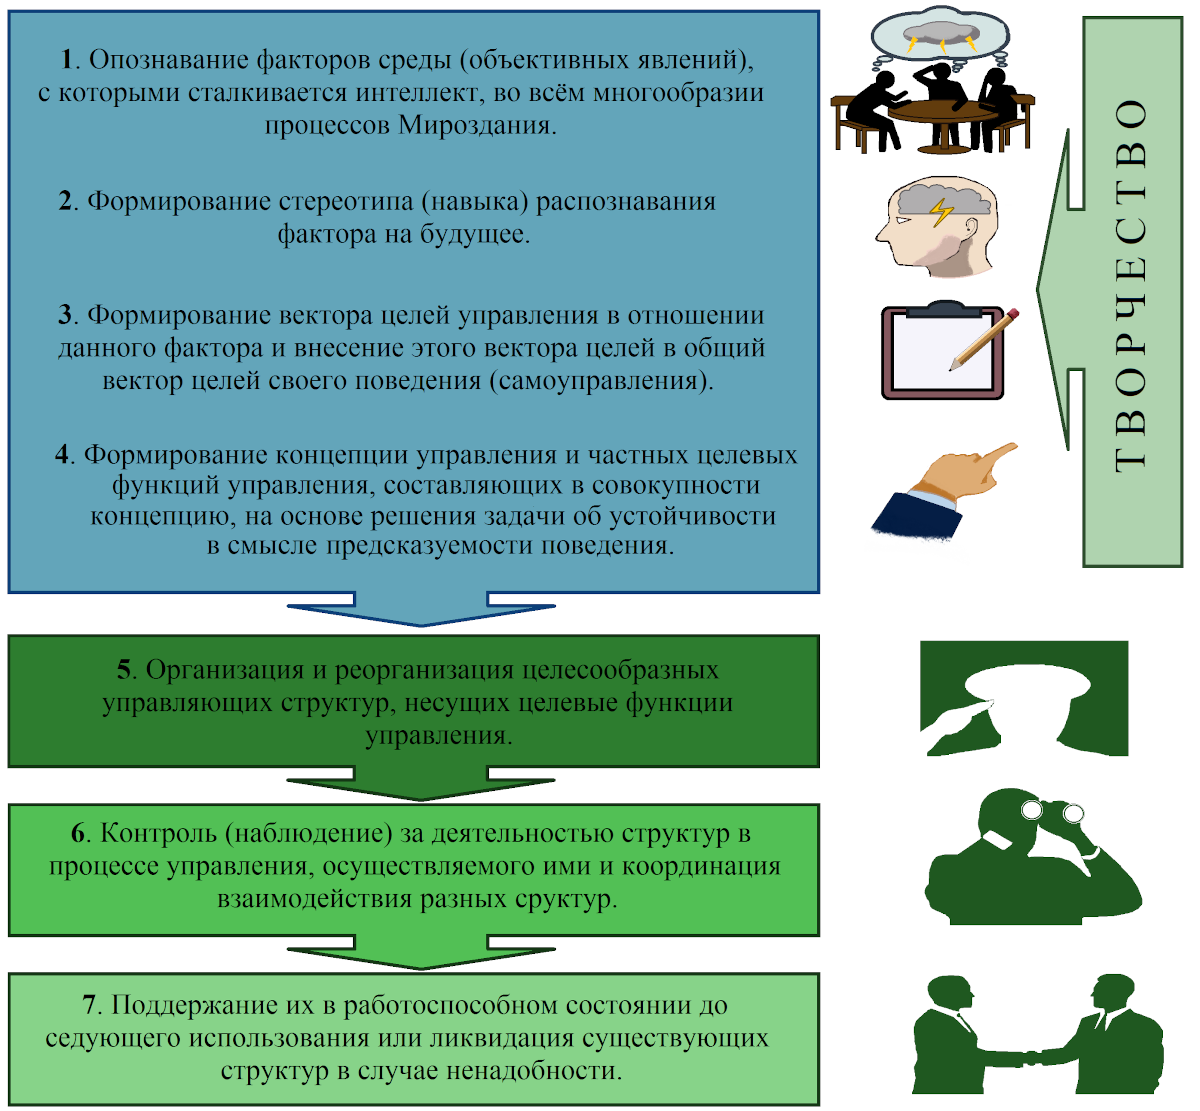 1. Опознавание факторов среды (объективных явлений),
с которыми сталкивается интеллект, во всём многообразии
процессов Мироздания.
2. Формирование стереотипа (навыка) распознавания
фактора на будущее.
3. Формирование вектора целей управления в отношении
данного фактора и внесение этого вектора целей в общий
вектор целей своего поведения (самоуправления).
4. Формирование концепции управления и частных целевых
функций управления, составляющих в совокупности
концепцию, на основе решения задачи об устойчивости
в смысле предсказуемости поведения.
ТВОРЧЕСТВО
5. Организация и реорганизация целесообразных
управляющих структур, несущих целевые функции
управления.
6. Контроль (наблюдение) за деятельностью структур в
процессе управления, осуществляемого ими и координация
взаимодействия разных сруктур.
7. Поддержание их в работоспособном состоянии до
седующего использования или ликвидация существующих
структур в случае ненадобности.